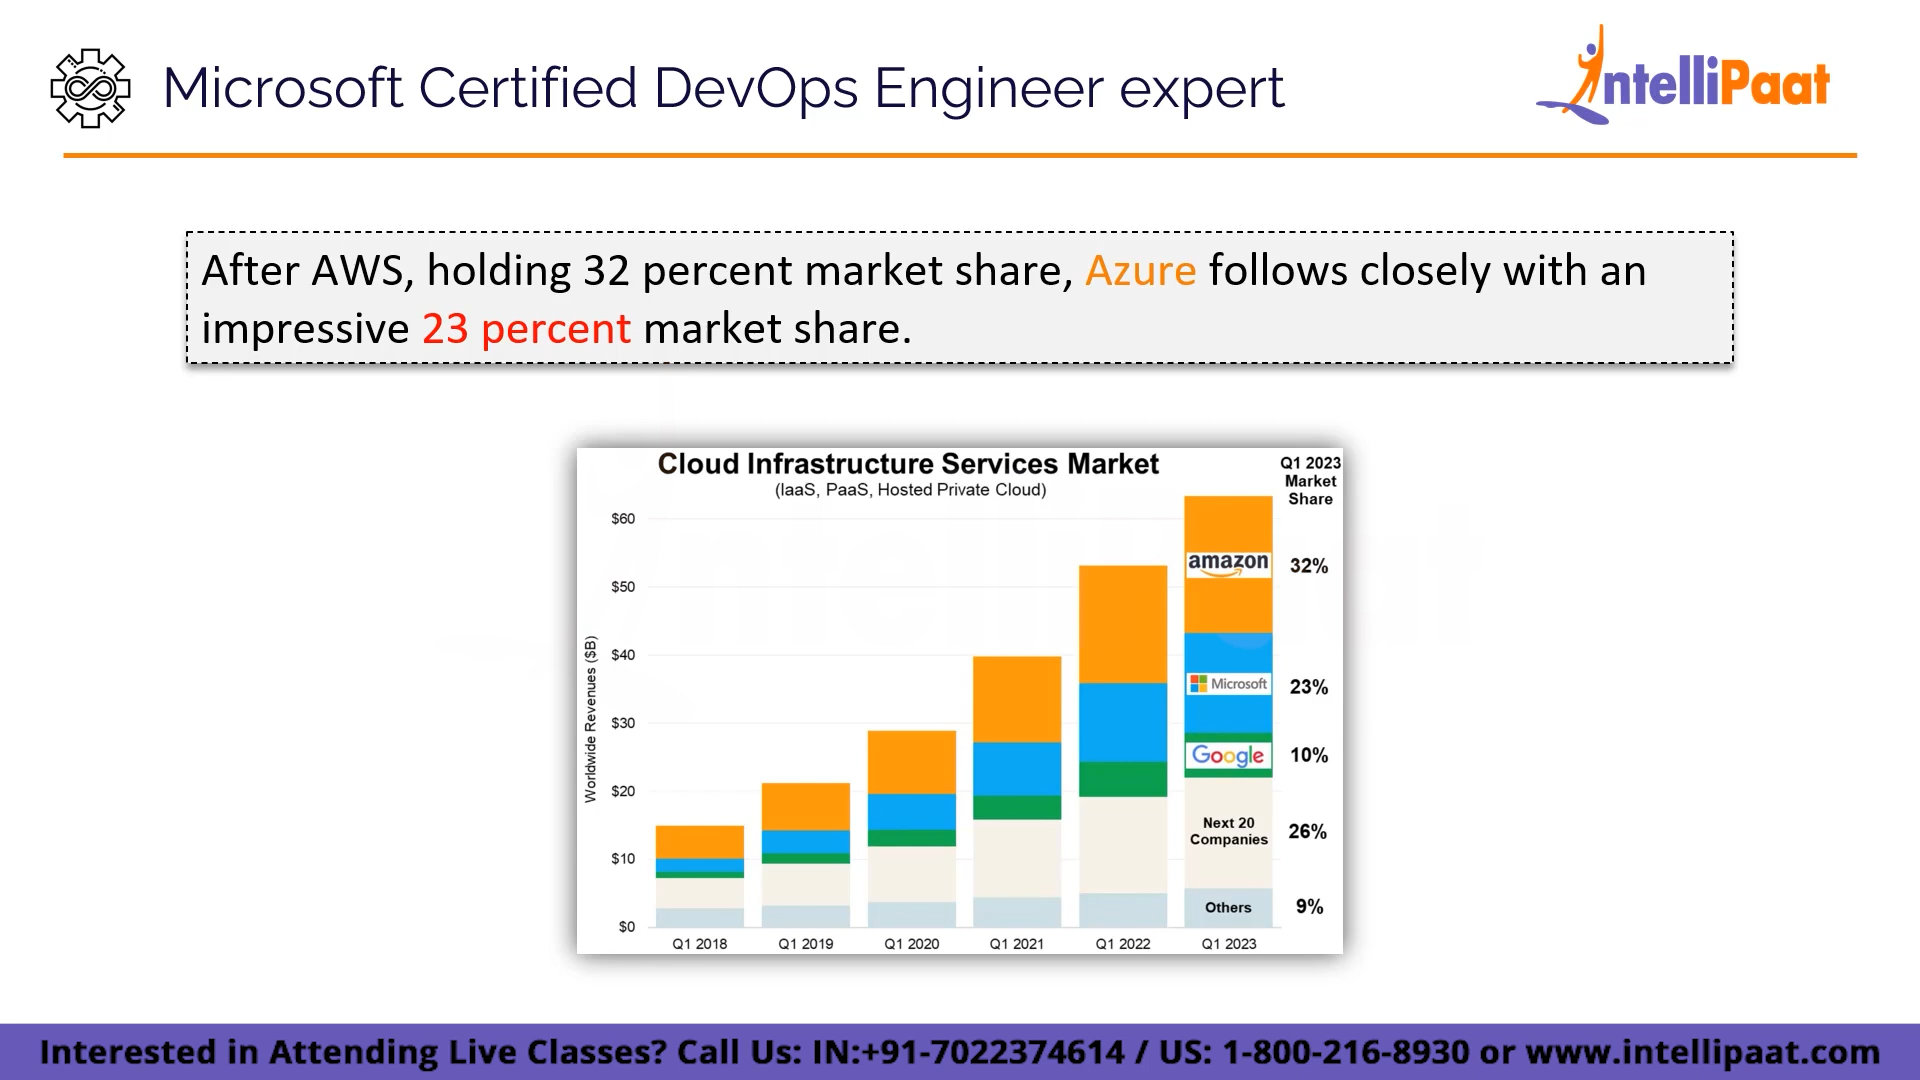 Microsoft Certified DevOps Engineer expert
IntelliPaat
After AWS, holding 32 percent market share, Azure follows closely with an
impressive 23 percent market share.
Cloud Infrastructure Services Market
(IaaS, PaaS, Hosted Private Cloud)
Q1 2023
Market
Share
Worldwide Revenues ($B)
$60
$50
$40
$30
$20
$10
$0
amazon
32%
Microsoft
23%
Google
10%
Next 20
Companies
26%
Others
9%
Q1 2018
Q1 2019
Q1 2020
Q1 2021
Q1 2022
Q1 2023
Interested in Attending Live Classes? Call Us: IN:+91-7022374614 / US: 1-800-216-8930 or www.intellipaat.com